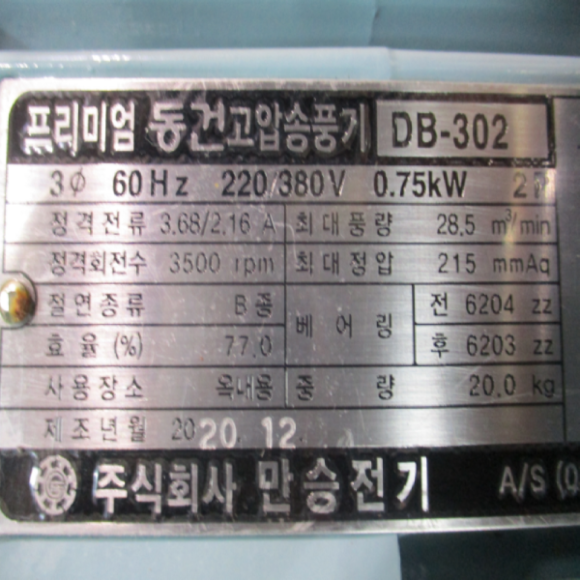 프리미엄 동건고압송풍기 DB-302
3Ø 60Hz 220/380V 0.75kW
정격전류 3.68/2.16 A 최대풍량 28.5 m³/min
정격회전수 3500 rpm 최대정압 215 mmAq
절연종류 B종 베어링 전 6204 zz
효율(%) 77.0 후 6203 zz
사용장소 옥내용 중량 20.0 kg
제조년월 2020. 12.
주식회사 만승전기 A/S